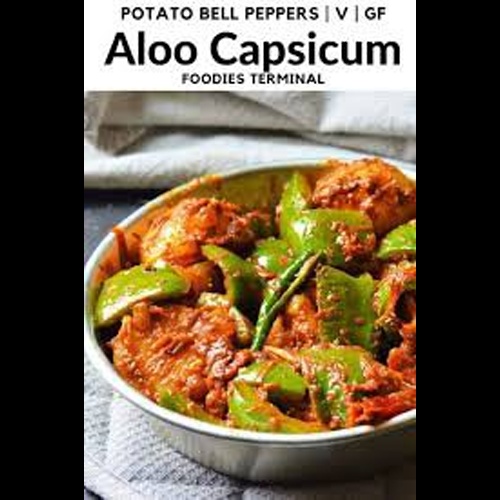 POTATO BELL PEPPERS | V | GF
Aloo Capsicum
FOODIES TERMINAL